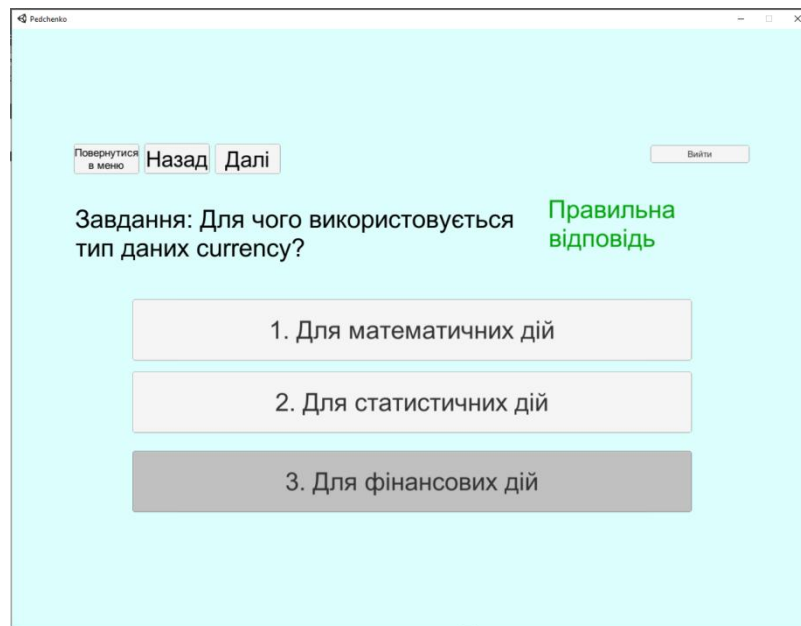 Pedchenko
Повернутися
в меню
Назад
Далі
Вийти
Завдання: Для чого використовується
тип даних currency?
Правильна
відповідь
1. Для математичних дій
2. Для статистичних дій
3. Для фінансових дій